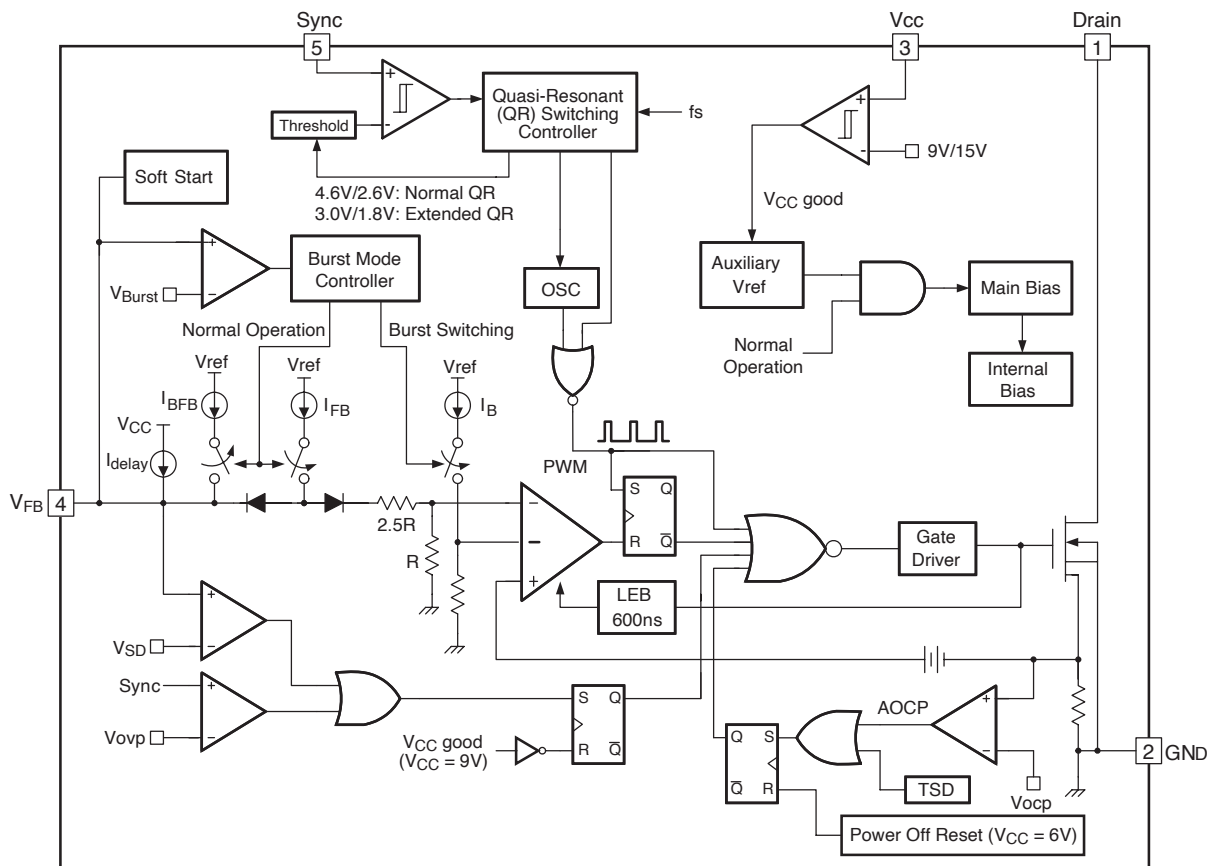 Sync
Vcc
Drain
5
3
1
+
-
Threshold
Quasi-Resonant
(QR) Switching
Controller
fs
+
-
9V/15V
Soft Start
4.6V/2.6V: Normal QR
3.0V/1.8V: Extended QR
VCC good
+
−
VBurst
Burst Mode
Controller
OSC
Auxiliary
Vref
Main Bias
Normal Operation
Burst Switching
Normal
Operation
Internal
Bias
Vref
Vref
Vref
IBFB
IFB
IB
VCC
Idelay
PWM
VFB
4
2.5R
R
−
−
+
S
Q
R
Q
Gate
Driver
LEB
600ns
+
−
VSD
Sync
+
Vovp
−
S
Q
R
Q
VCC good
(VCC = 9V)
AOCP
+
−
Q
S
Q
R
TSD
Vocp
2
GND
Power Off Reset (VCC = 6V)